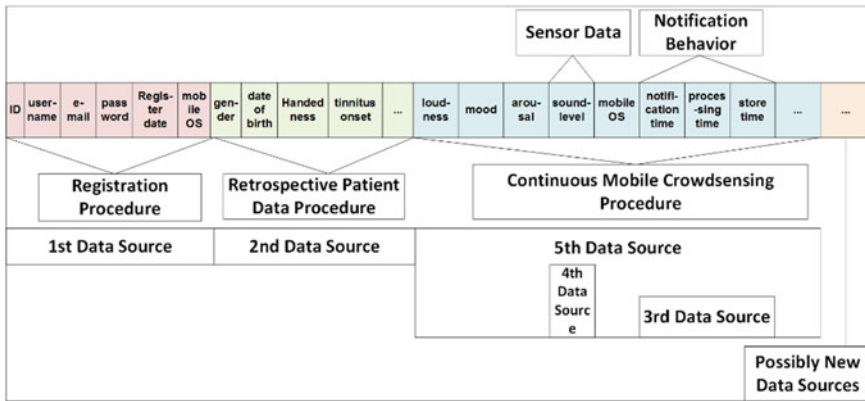 Sensor Data
Notification
Behavior
ID
user-
name
e-
mail
pass
word
Regis-
ter
date
mo
bile
OS
gen-
der
date
of
birth
Handed
ness
tinnitus
onset
...
loud-
ness
mood
arou-
sal
sound-
level
mobile
OS
notifi-
cation
time
proces
-sing
time
store
time
...
...
Registration
Procedure
Retrospective Patient
Data Procedure
Continuous Mobile Crowdsensing
Procedure
1st Data Source
2nd Data Source
5th Data Source
4th
Data
Sourc
e
3rd Data Source
Possibly New
Data Sources